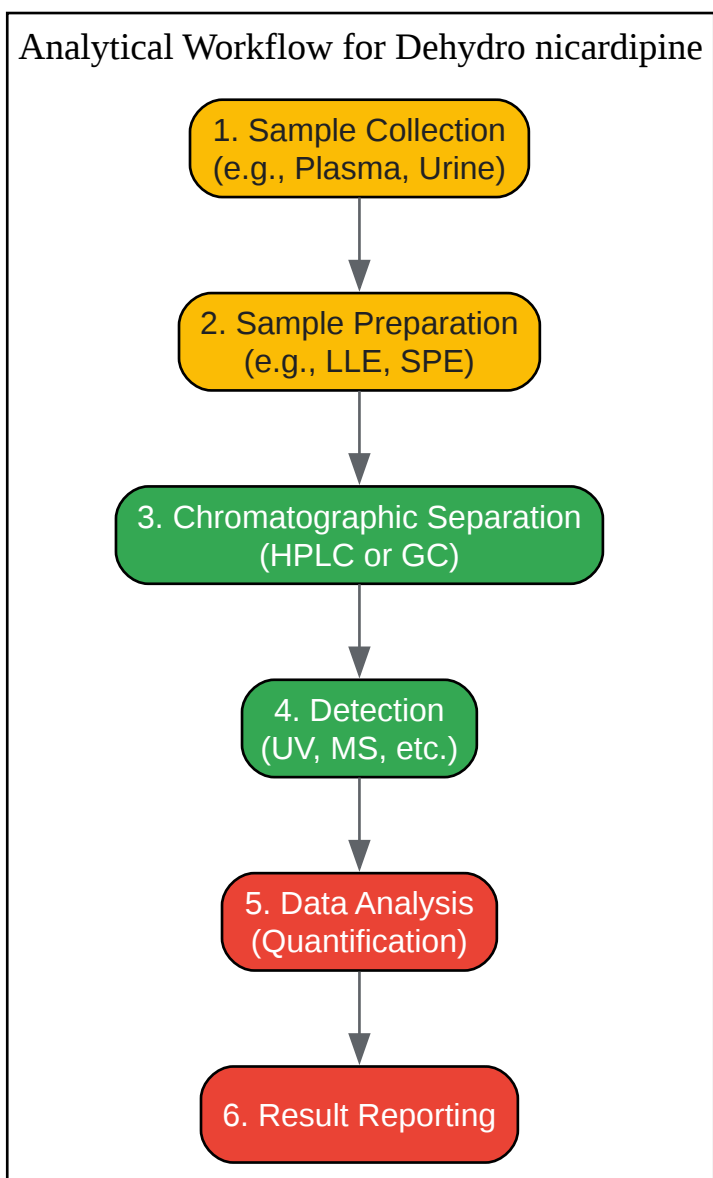 Analytical Workflow for Dehydro nicardipine
1. Sample Collection
(e.g., Plasma, Urine)
2. Sample Preparation
(e.g., LLE, SPE)
3. Chromatographic Separation
(HPLC or GC)
4. Detection
(UV, MS, etc.)
5. Data Analysis
(Quantification)
6. Result Reporting